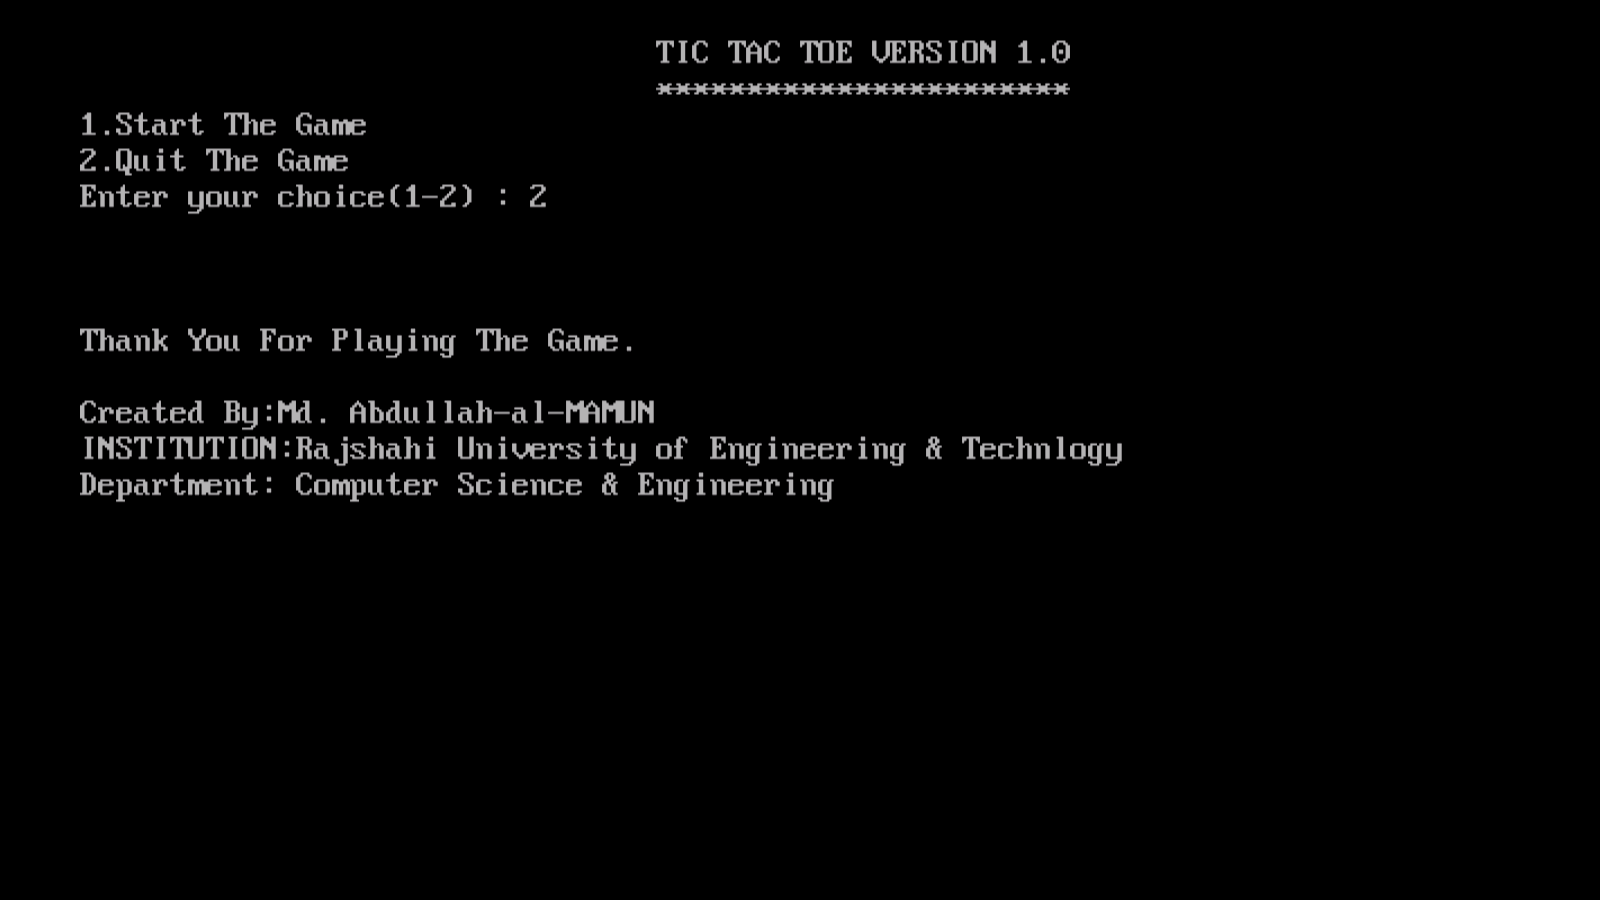 TIC TAC TOE VERSION 1.0
***********************
1.Start The Game
2.Quit The Game
Enter your choice(1-2) : 2
Thank You For Playing The Game.
Created By:Md. Abdullah-al-MAMUN
INSTITUTION:Rajshahi University of Engineering & Technlogy
Department: Computer Science & Engineering